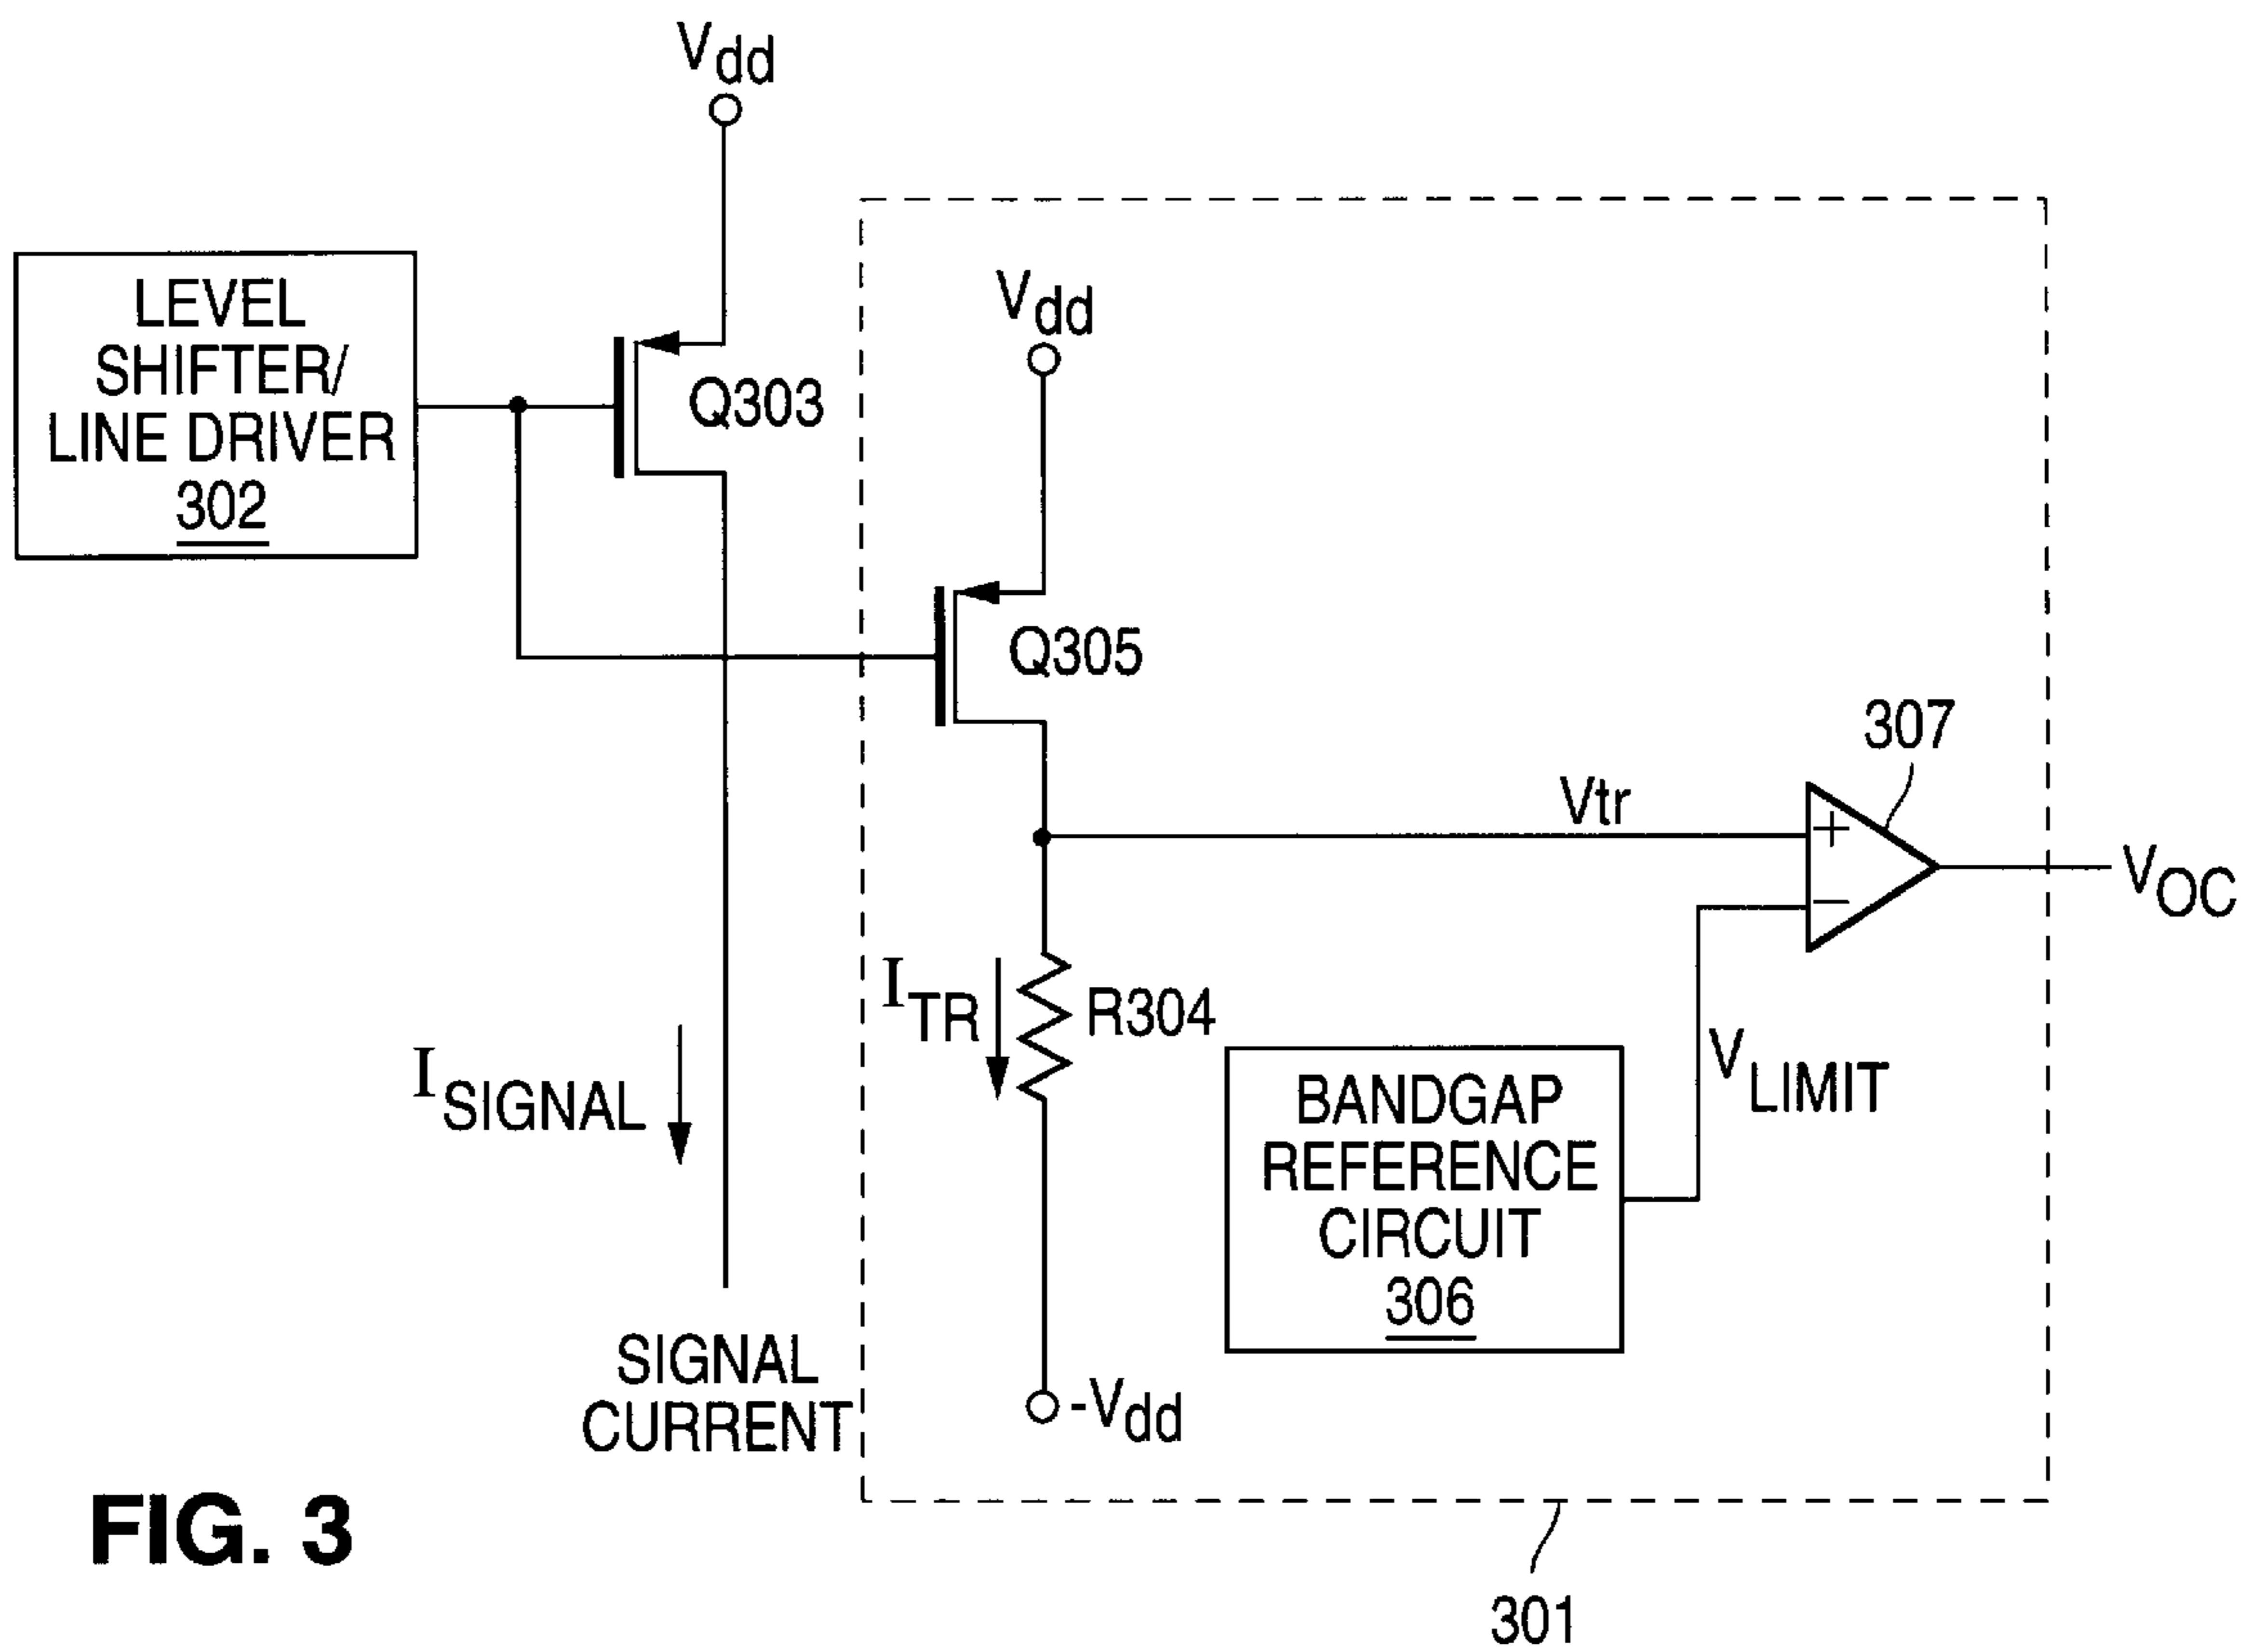 Vdd
LEVEL
SHIFTER/
LINE DRIVER
302
Q303
Vdd
Q305
307
Vtr
+
−
VOC
ITR
R304
ISIGNAL
BANDGAP
REFERENCE
CIRCUIT
306
VLIMIT
SIGNAL
CURRENT
-Vdd
FIG. 3
301